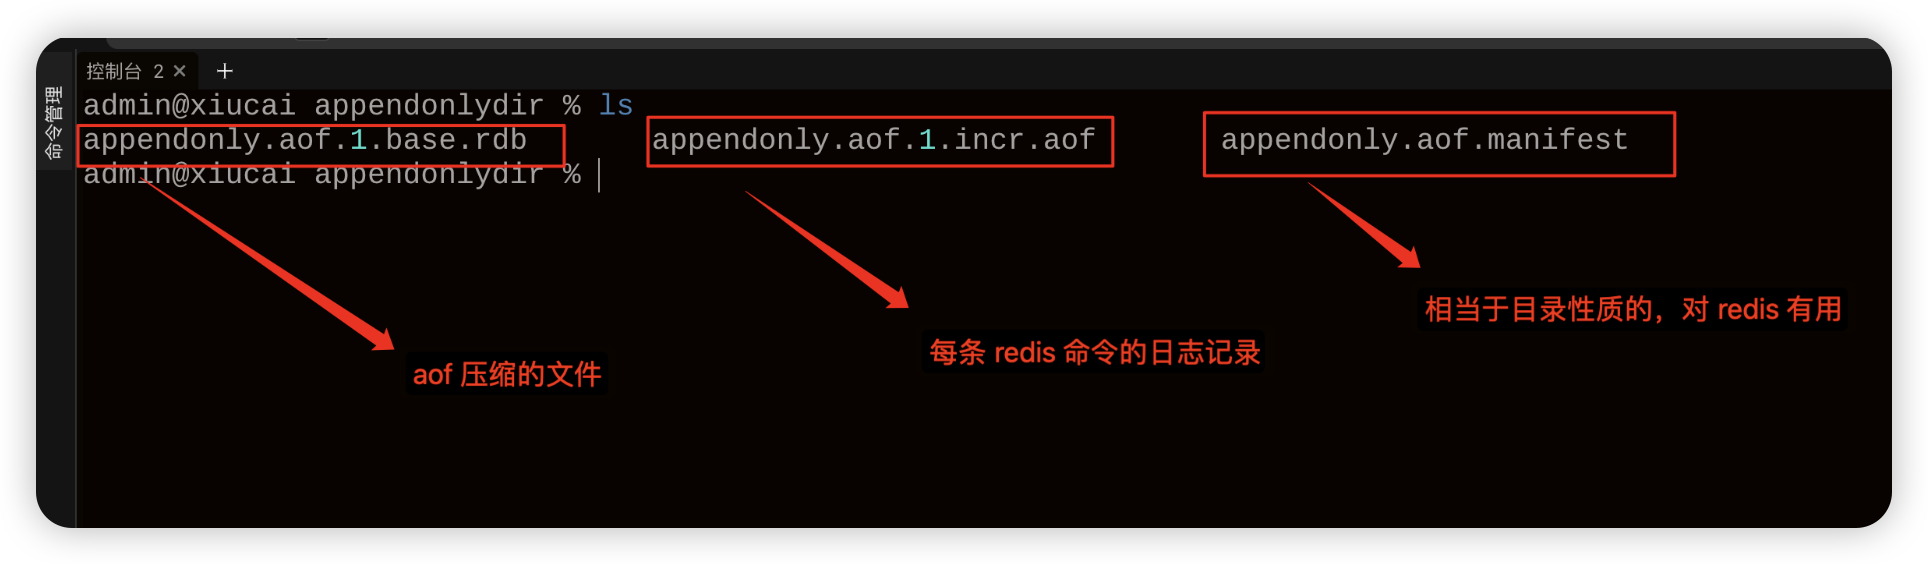 控制台 2 × +
命令管理
admin@xiucai appendonlydir % ls
appendonly.aof.1.base.rdb appendonly.aof.1.incr.aof appendonly.aof.manifest
admin@xiucai appendonlydir %
相当于目录性质的，对 redis 有用
每条 redis 命令的日志记录
aof 压缩的文件